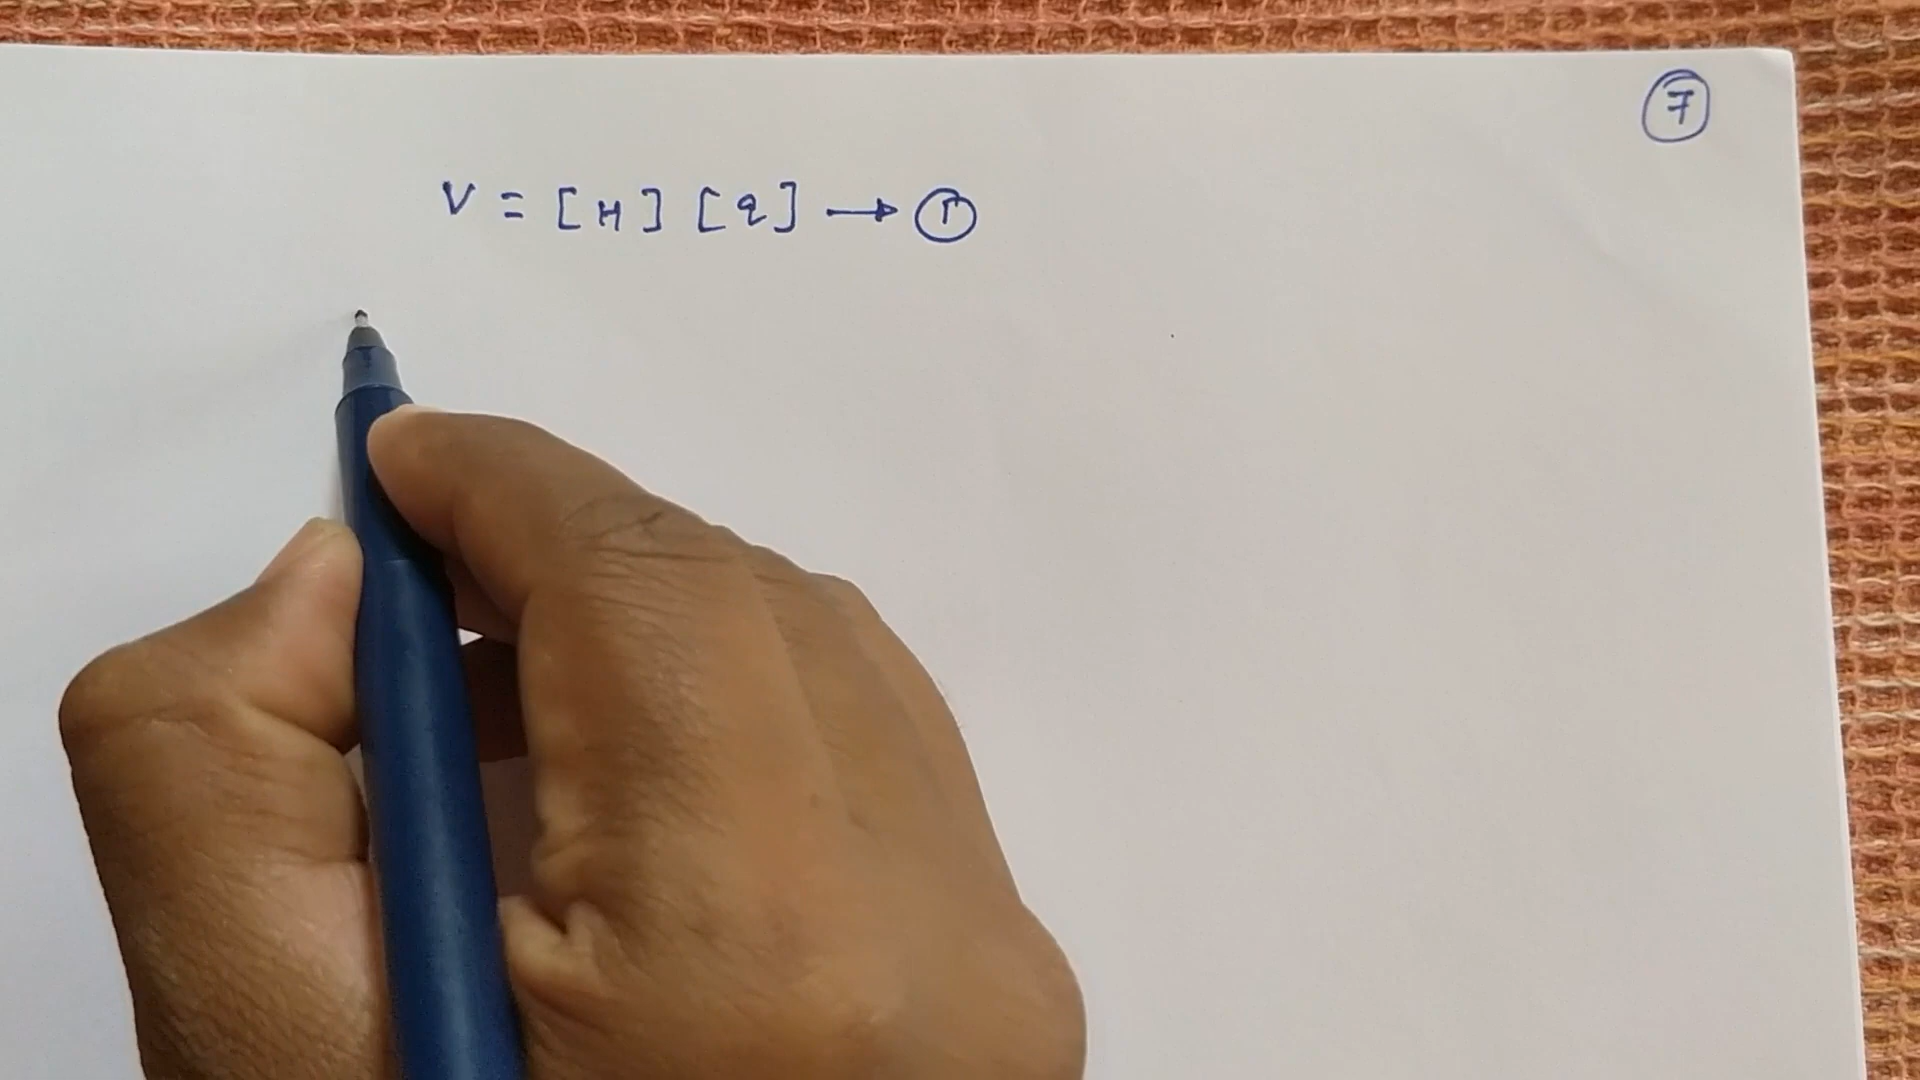 7
V = [H] [q] → 1